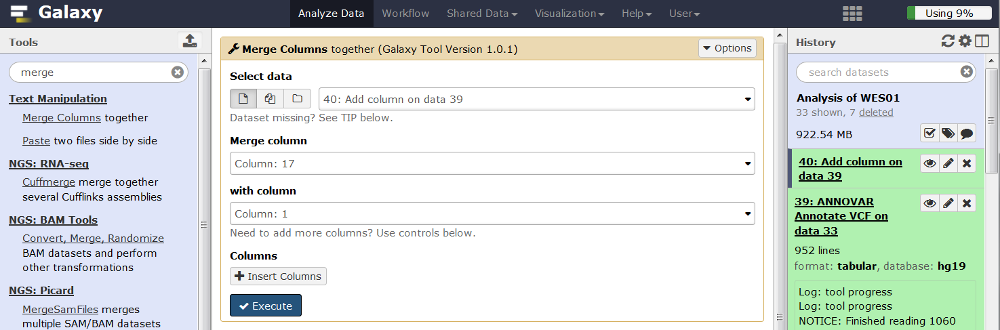 Galaxy
Analyze Data
Workflow
Shared Data
Visualization
Help
User
Using 9%
Tools
merge
Text Manipulation
Merge Columns together
Paste two files side by side
NGS: RNA-seq
Cuffmerge merge together
several Cufflinks assemblies
NGS: BAM Tools
Convert, Merge, Randomize
BAM datasets and perform
other transformations
NGS: Picard
MergeSamFiles merges
multiple SAM/BAM datasets
Merge Columns together (Galaxy Tool Version 1.0.1)
Options
Select data
40: Add column on data 39
Dataset missing? See TIP below.
Merge column
Column: 17
with column
Column: 1
Need to add more columns? Use controls below.
Columns
Insert Columns
Execute
History
search datasets
Analysis of WES01
33 shown, 7 deleted
922.54 MB
40: Add column on
data 39
39: ANNOVAR
Annotate VCF on
data 33
952 lines
format: tabular, database: hg19
Log: tool progress
Log: tool progress
NOTICE: Finished reading 1060